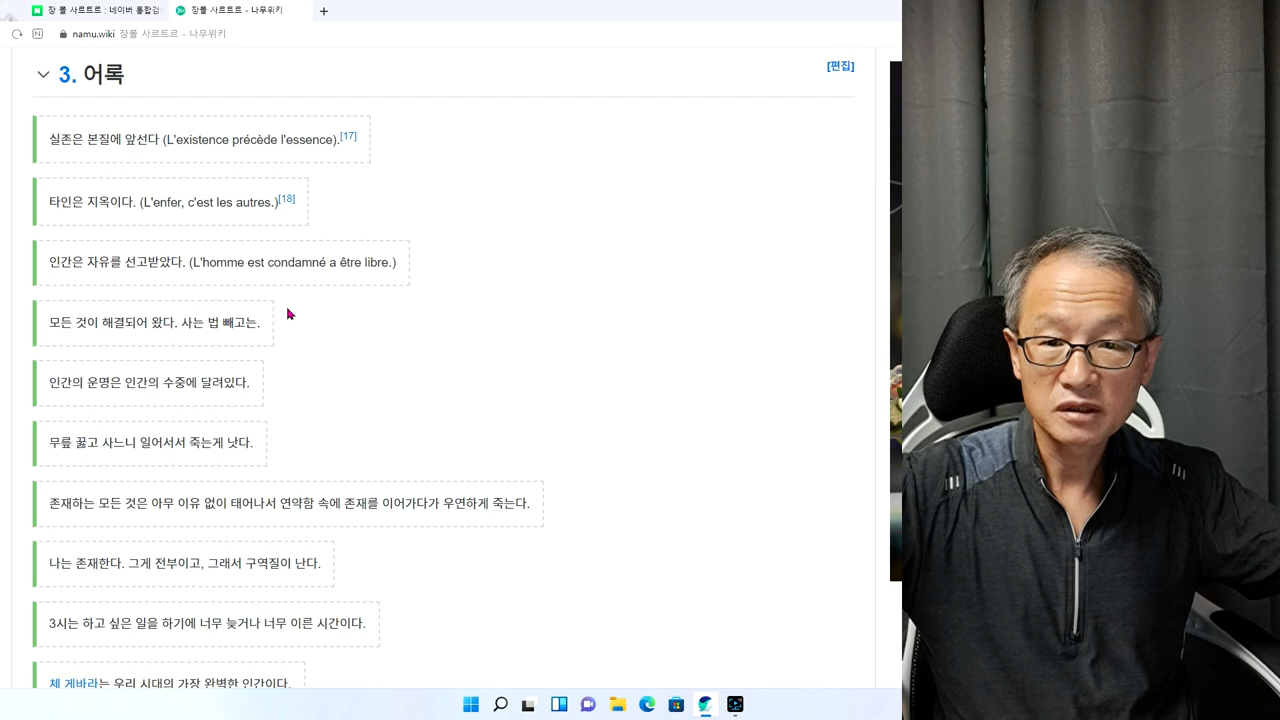 장 폴 사르트르 : 네이버 통합검
장폴 사르트르 - 나무위키
namu.wiki 장폴 사르트르 - 나무위키
3. 어록
[편집]
실존은 본질에 앞선다 (L'existence précède l'essence).[17]
타인은 지옥이다. (L'enfer, c'est les autres.)[18]
인간은 자유를 선고받았다. (L'homme est condamné a être libre.)
모든 것이 해결되어 왔다. 사는 법 빼고는.
인간의 운명은 인간의 수중에 달려있다.
무릎 꿇고 사느니 일어서서 죽는게 낫다.
존재하는 모든 것은 아무 이유 없이 태어나서 연약함 속에 존재를 이어가다가 우연하게 죽는다.
나는 존재한다. 그게 전부이고, 그래서 구역질이 난다.
3시는 하고 싶은 일을 하기에 너무 늦거나 너무 이른 시간이다.
체 게바라는 우리 시대의 가장 완벽한 인간이다.